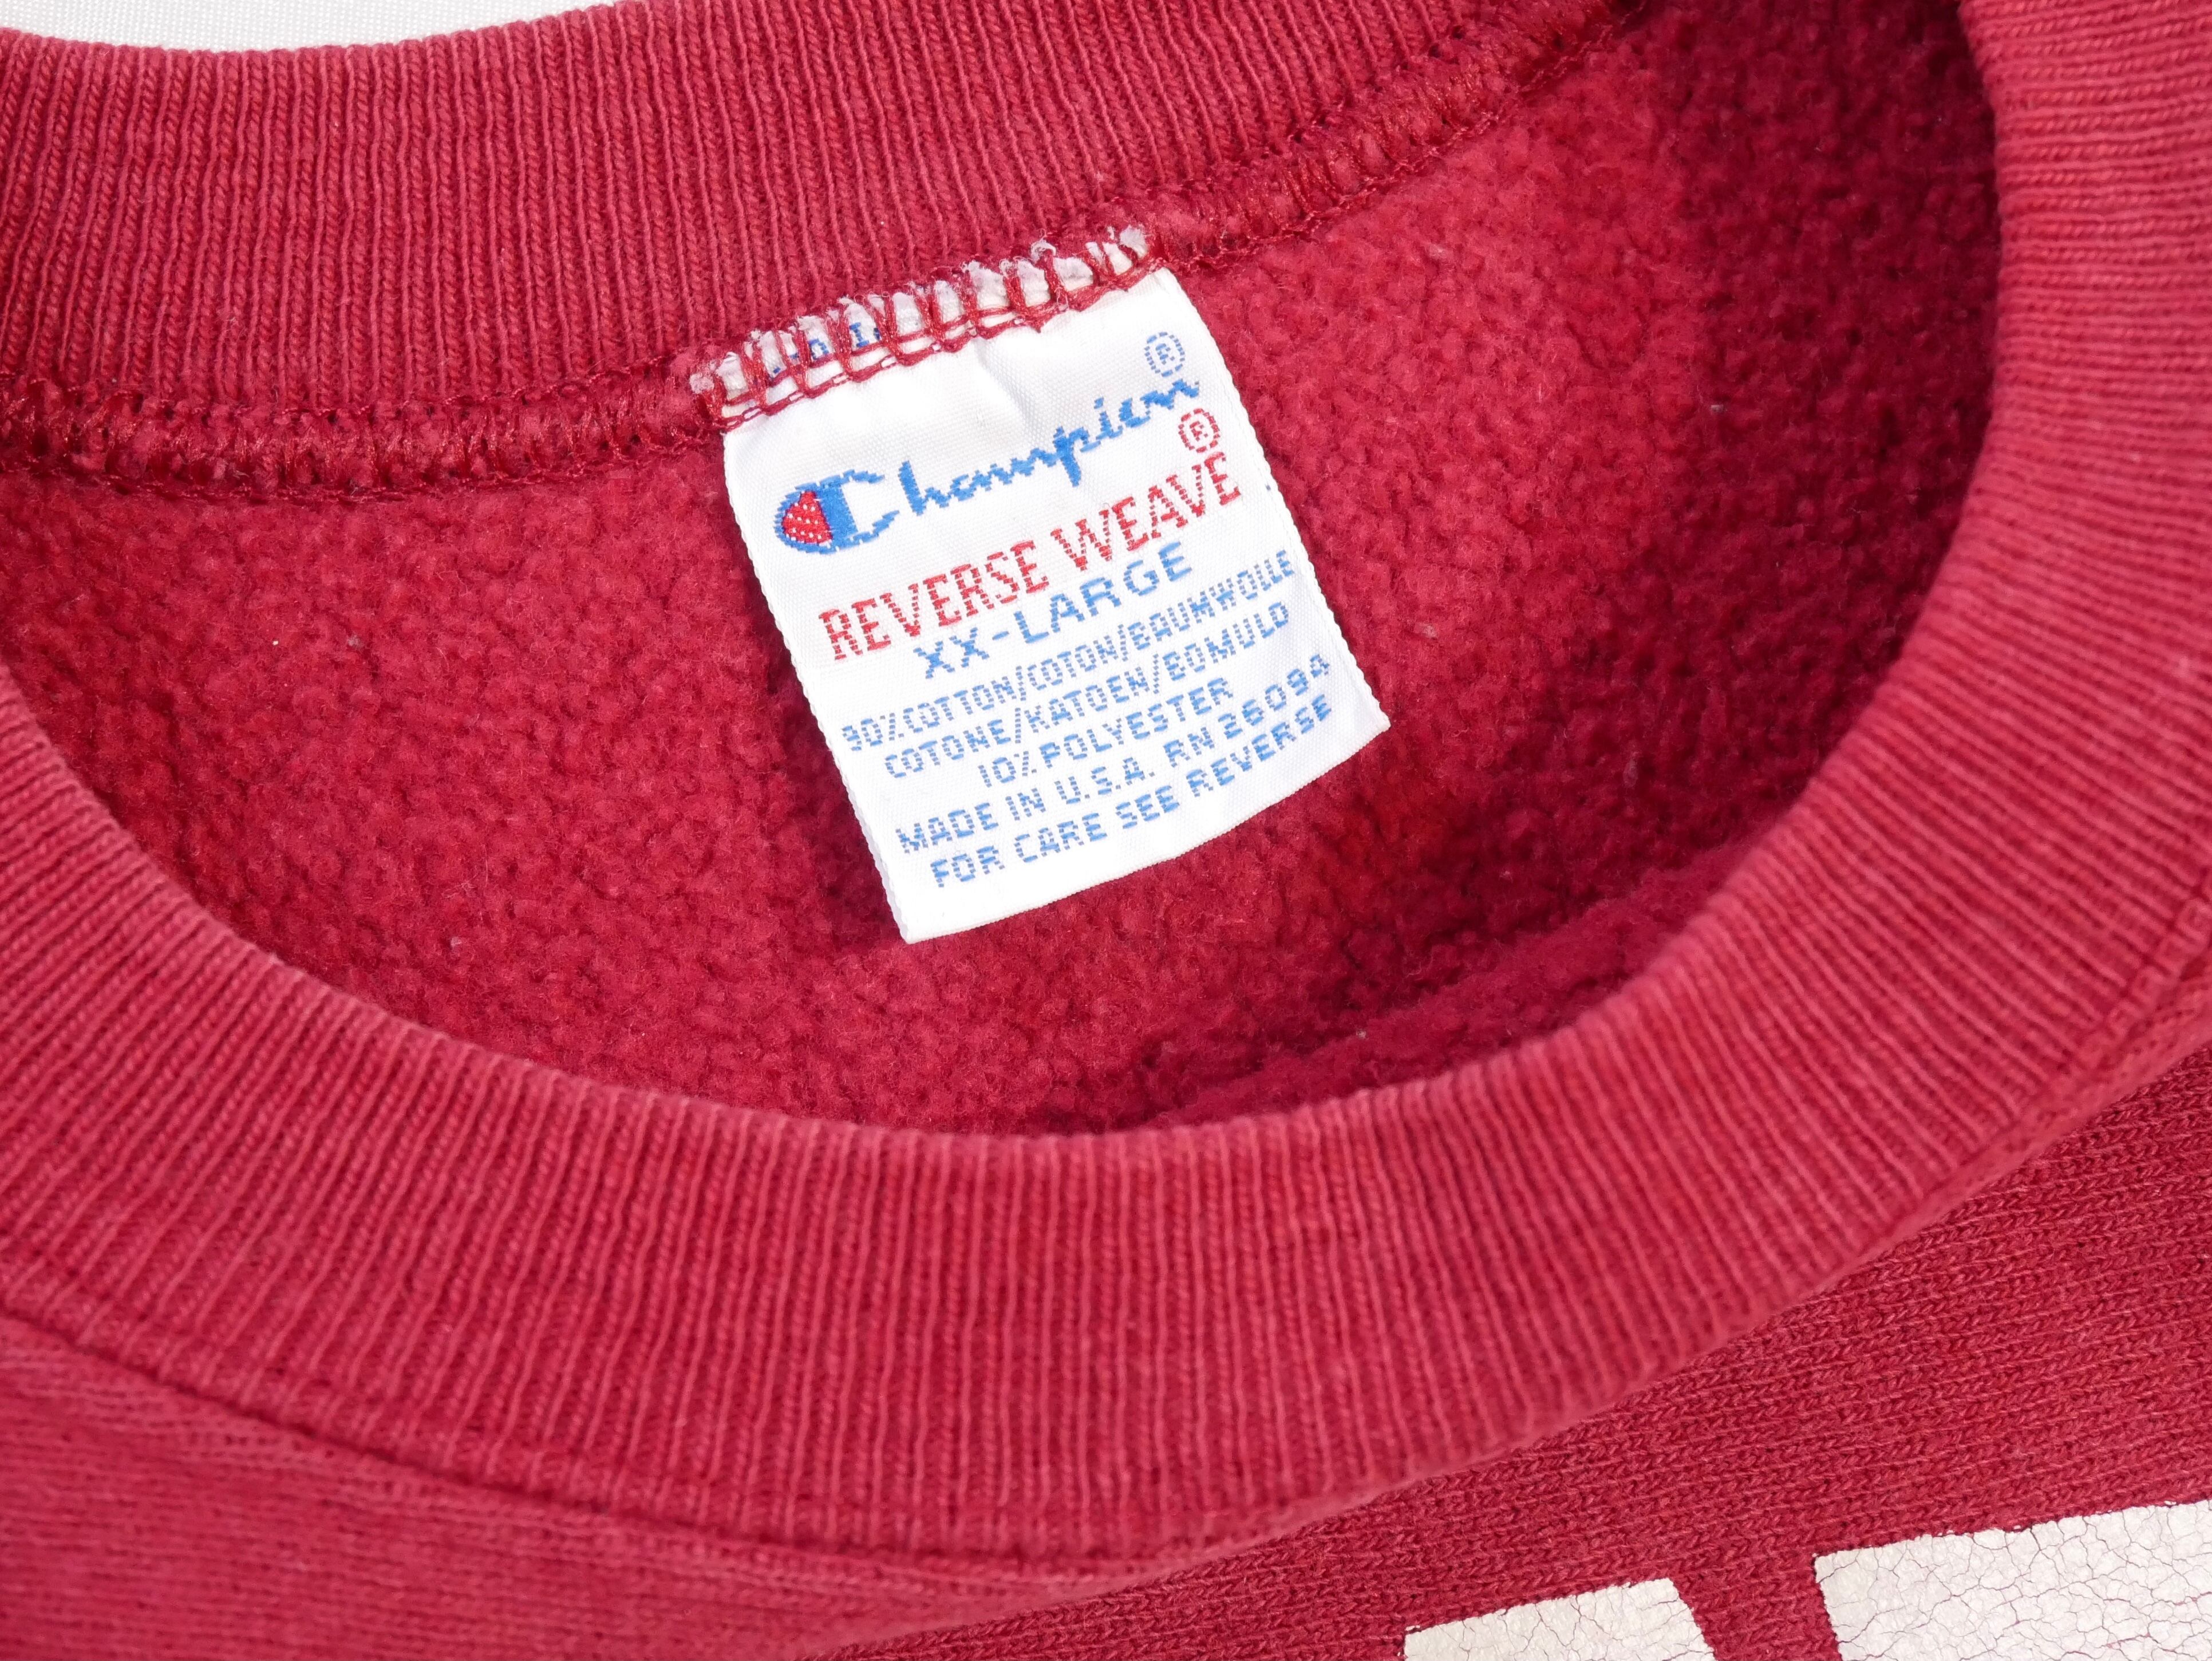 Champion®
REVERSE WEAVE®
XX-LARGE
90%COTTON/COTON/BAUMWOLLE
COTONE/KATOEN/BOMULD
10% POLYESTER
MADE IN U.S.A. RN 26094
FOR CARE SEE REVERSE